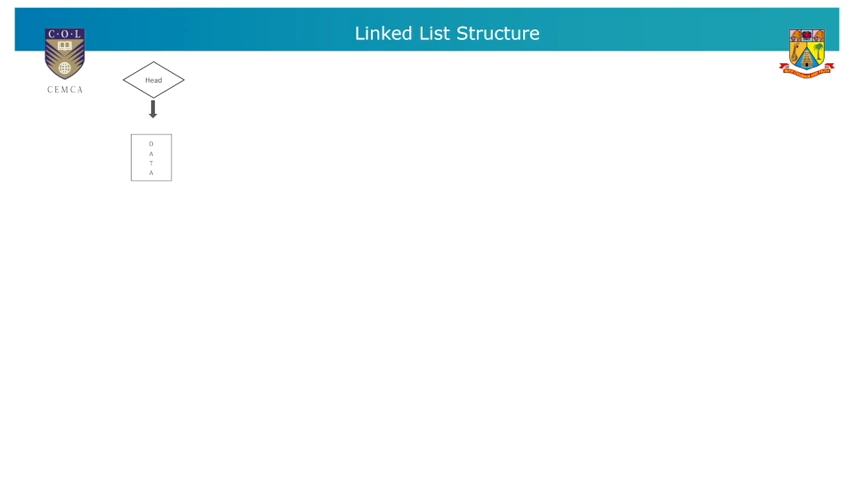 Linked List Structure
C·O·L
CEMCA
Head
D
A
T
A